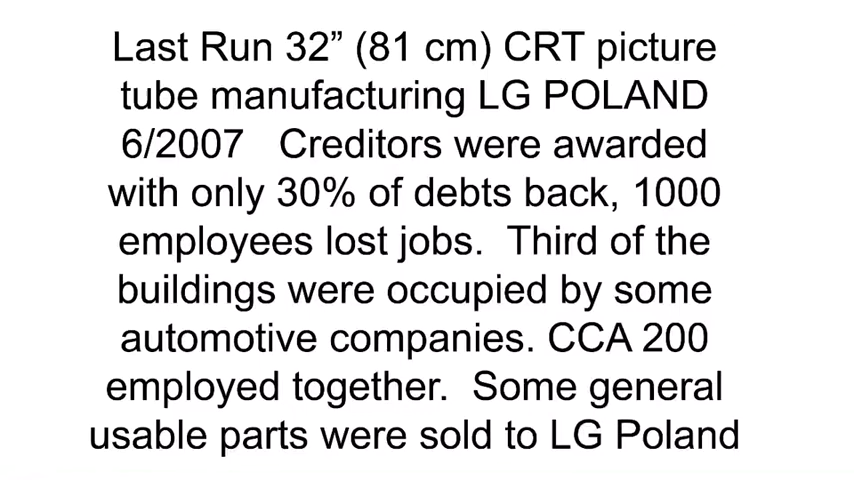 Last Run 32” (81 cm) CRT picture
tube manufacturing LG POLAND
6/2007   Creditors were awarded
with only 30% of debts back, 1000
employees lost jobs.  Third of the
buildings were occupied by some
automotive companies. CCA 200
employed together.  Some general
usable parts were sold to LG Poland